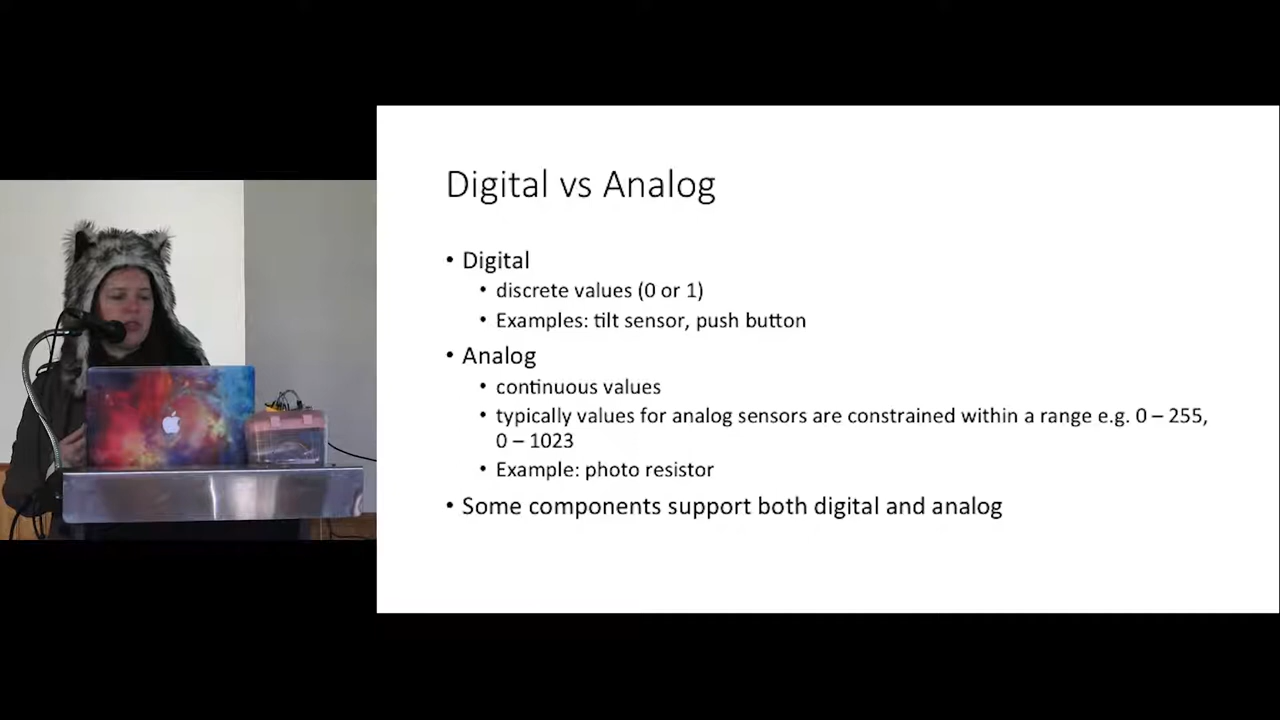 Digital vs Analog
• Digital
• discrete values (0 or 1)
• Examples: tilt sensor, push button
• Analog
• continuous values
• typically values for analog sensors are constrained within a range e.g. 0 – 255,
0 – 1023
• Example: photo resistor
• Some components support both digital and analog